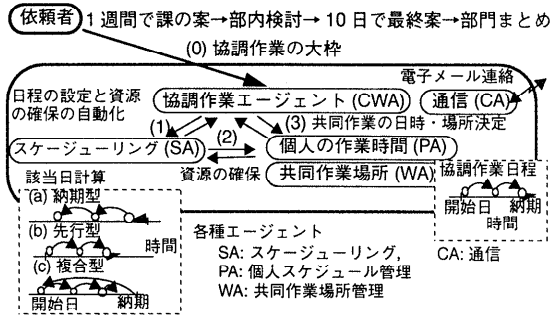 依頼者 1週間で課の案→部内検討→10日で最終案→部門まとめ
(0) 協調作業の大枠
電子メール連絡
日程の設定と資源の確保の自動化
協調作業エージェント (CWA)
通信 (CA)
(1)
(2)
(3) 共同作業の日時・場所決定
スケージューリング (SA)
個人の作業時間 (PA)
資源の確保
共同作業場所 (WA)
協調作業日程
開始日 納期
時間
該当日計算
(a) 納期型
(b) 先行型
時間
(c) 複合型
開始日 納期
各種エージェント
SA: スケージューリング,
PA: 個人スケジュール管理
WA: 共同作業場所管理
CA: 通信